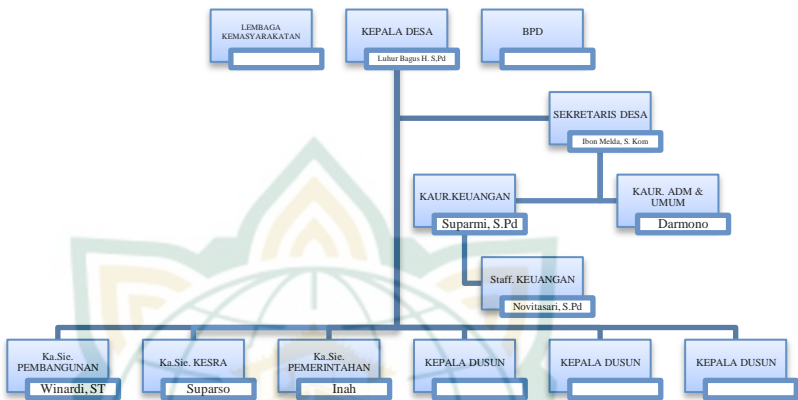 LEMBAGA
KEMASYARAKATAN
KEPALA DESA
Luhur Bagus H. S,Pd
BPD
SEKRETARIS DESA
Ibon Melda, S. Kom
KAUR.KEUANGAN
Suparmi, S.Pd
KAUR. ADM &
UMUM
Darmono
Staff. KEUANGAN
Novitasari, S.Pd
Ka.Sie.
PEMBANGUNAN
Winardi, ST
Ka.Sie. KESRA
Suparso
Ka.Sie.
PEMERINTAHAN
Inah
KEPALA DUSUN
KEPALA DUSUN
KEPALA DUSUN